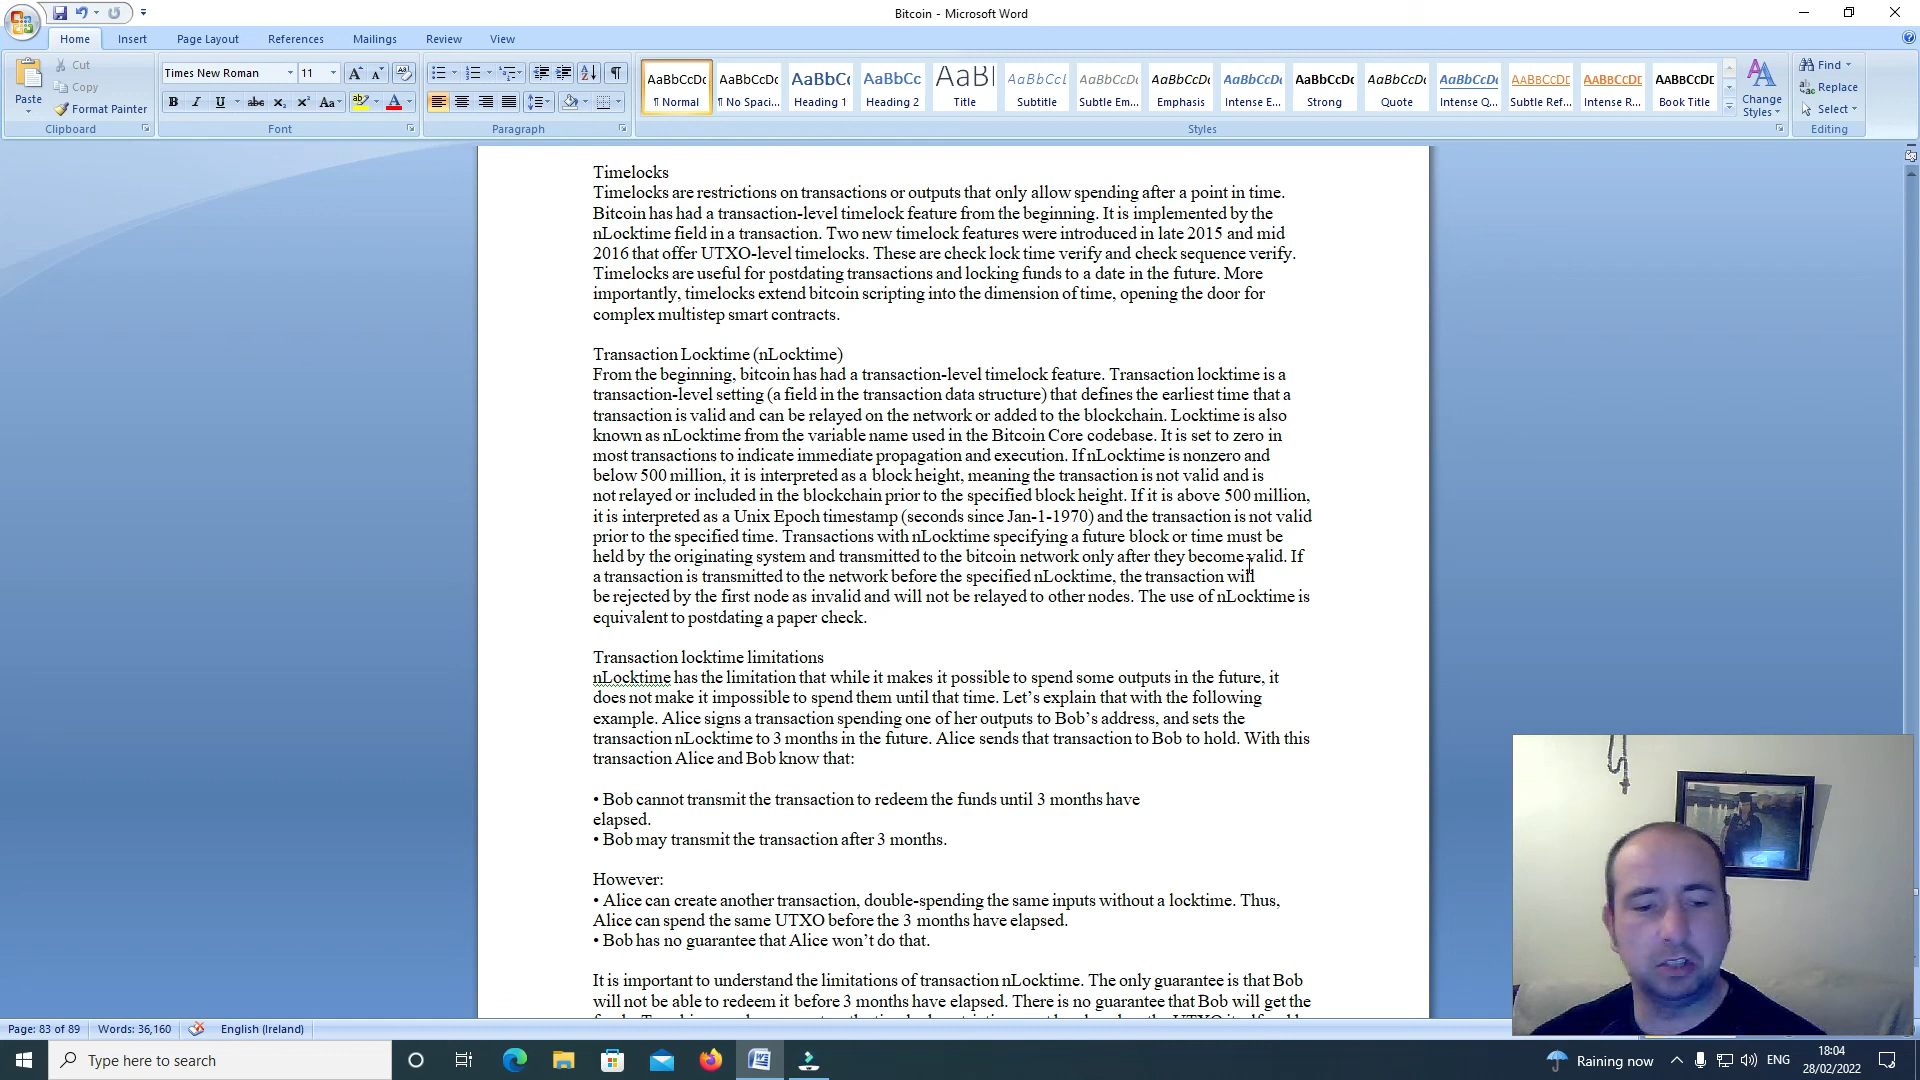 Bitcoin - Microsoft Word
Home Insert Page Layout References Mailings Review View
Paste
Cut
Copy
Format Painter
Clipboard
Times New Roman 11
Font
Paragraph
AaBbCcDc AaBbCcDc AaBbC AaBbCc AaB AaBbCcL AaBbCcDc AaBbCcDc AaBbCcDc AaBbCcDc AaBbCcDc AaBbCcDc AABBCCDD AABBCCDD AABBCCDD
¶ Normal ¶ No Spaci... Heading 1 Heading 2 Title Subtitle Subtle Em... Emphasis Intense E... Strong Quote Intense Q... Subtle Ref... Intense R... Book Title
Change
Styles
Styles
Find
Replace
Select
Editing
Timelocks
Timelocks are restrictions on transactions or outputs that only allow spending after a point in time.
Bitcoin has had a transaction-level timelock feature from the beginning. It is implemented by the
nLocktime field in a transaction. Two new timelock features were introduced in late 2015 and mid
2016 that offer UTXO-level timelocks. These are check lock time verify and check sequence verify.
Timelocks are useful for postdating transactions and locking funds to a date in the future. More
importantly, timelocks extend bitcoin scripting into the dimension of time, opening the door for
complex multistep smart contracts.
Transaction Locktime (nLocktime)
From the beginning, bitcoin has had a transaction-level timelock feature. Transaction locktime is a
transaction-level setting (a field in the transaction data structure) that defines the earliest time that a
transaction is valid and can be relayed on the network or added to the blockchain. Locktime is also
known as nLocktime from the variable name used in the Bitcoin Core codebase. It is set to zero in
most transactions to indicate immediate propagation and execution. If nLocktime is nonzero and
below 500 million, it is interpreted as a block height, meaning the transaction is not valid and is
not relayed or included in the blockchain prior to the specified block height. If it is above 500 million,
it is interpreted as a Unix Epoch timestamp (seconds since Jan-1-1970) and the transaction is not valid
prior to the specified time. Transactions with nLocktime specifying a future block or time must be
held by the originating system and transmitted to the bitcoin network only after they become valid. If
a transaction is transmitted to the network before the specified nLocktime, the transaction will
be rejected by the first node as invalid and will not be relayed to other nodes. The use of nLocktime is
equivalent to postdating a paper check.
Transaction locktime limitations
nLocktime has the limitation that while it makes it possible to spend some outputs in the future, it
does not make it impossible to spend them until that time. Let’s explain that with the following
example. Alice signs a transaction spending one of her outputs to Bob’s address, and sets the
transaction nLocktime to 3 months in the future. Alice sends that transaction to Bob to hold. With this
transaction Alice and Bob know that:
• Bob cannot transmit the transaction to redeem the funds until 3 months have
elapsed.
• Bob may transmit the transaction after 3 months.
However:
• Alice can create another transaction, double-spending the same inputs without a locktime. Thus,
Alice can spend the same UTXO before the 3 months have elapsed.
• Bob has no guarantee that Alice won’t do that.
It is important to understand the limitations of transaction nLocktime. The only guarantee is that Bob
will not be able to redeem it before 3 months have elapsed. There is no guarantee that Bob will get the
Page: 83 of 89 Words: 36,160 English (Ireland)
Type here to search
Raining now
ENG
18:04
28/02/2022